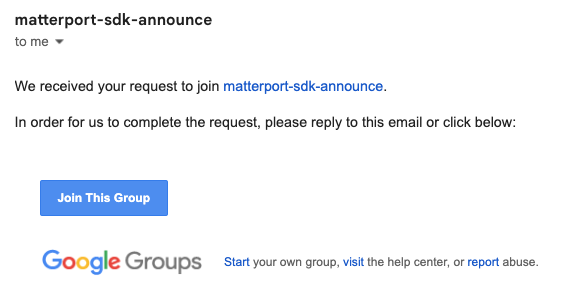 matterport-sdk-announce
to me
We received your request to join matterport-sdk-announce.
In order for us to complete the request, please reply to this email or click below:
Join This Group
Google Groups
Start your own group, visit the help center, or report abuse.